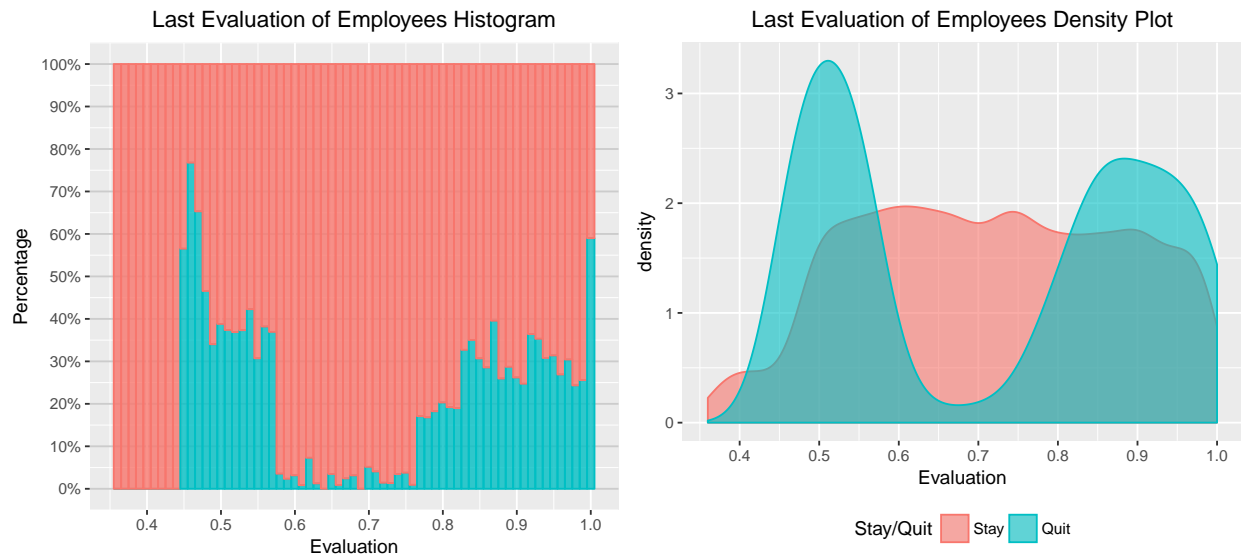 Last Evaluation of Employees Histogram
Percentage
100%
90%
80%
70%
60%
50%
40%
30%
20%
10%
0%
0.4 0.5 0.6 0.7 0.8 0.9 1.0
Evaluation
Last Evaluation of Employees Density Plot
density
3
2
1
0
0.4 0.5 0.6 0.7 0.8 0.9 1.0
Evaluation
Stay/Quit Stay Quit